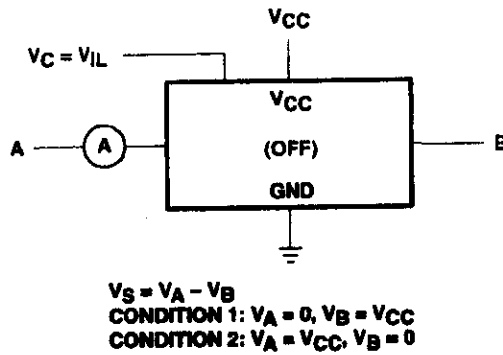 VCC
VC = VIL
VCC
A
A
(OFF)
B
GND
VS = VA – VB
CONDITION 1: VA = 0, VB = VCC
CONDITION 2: VA = VCC, VB = 0